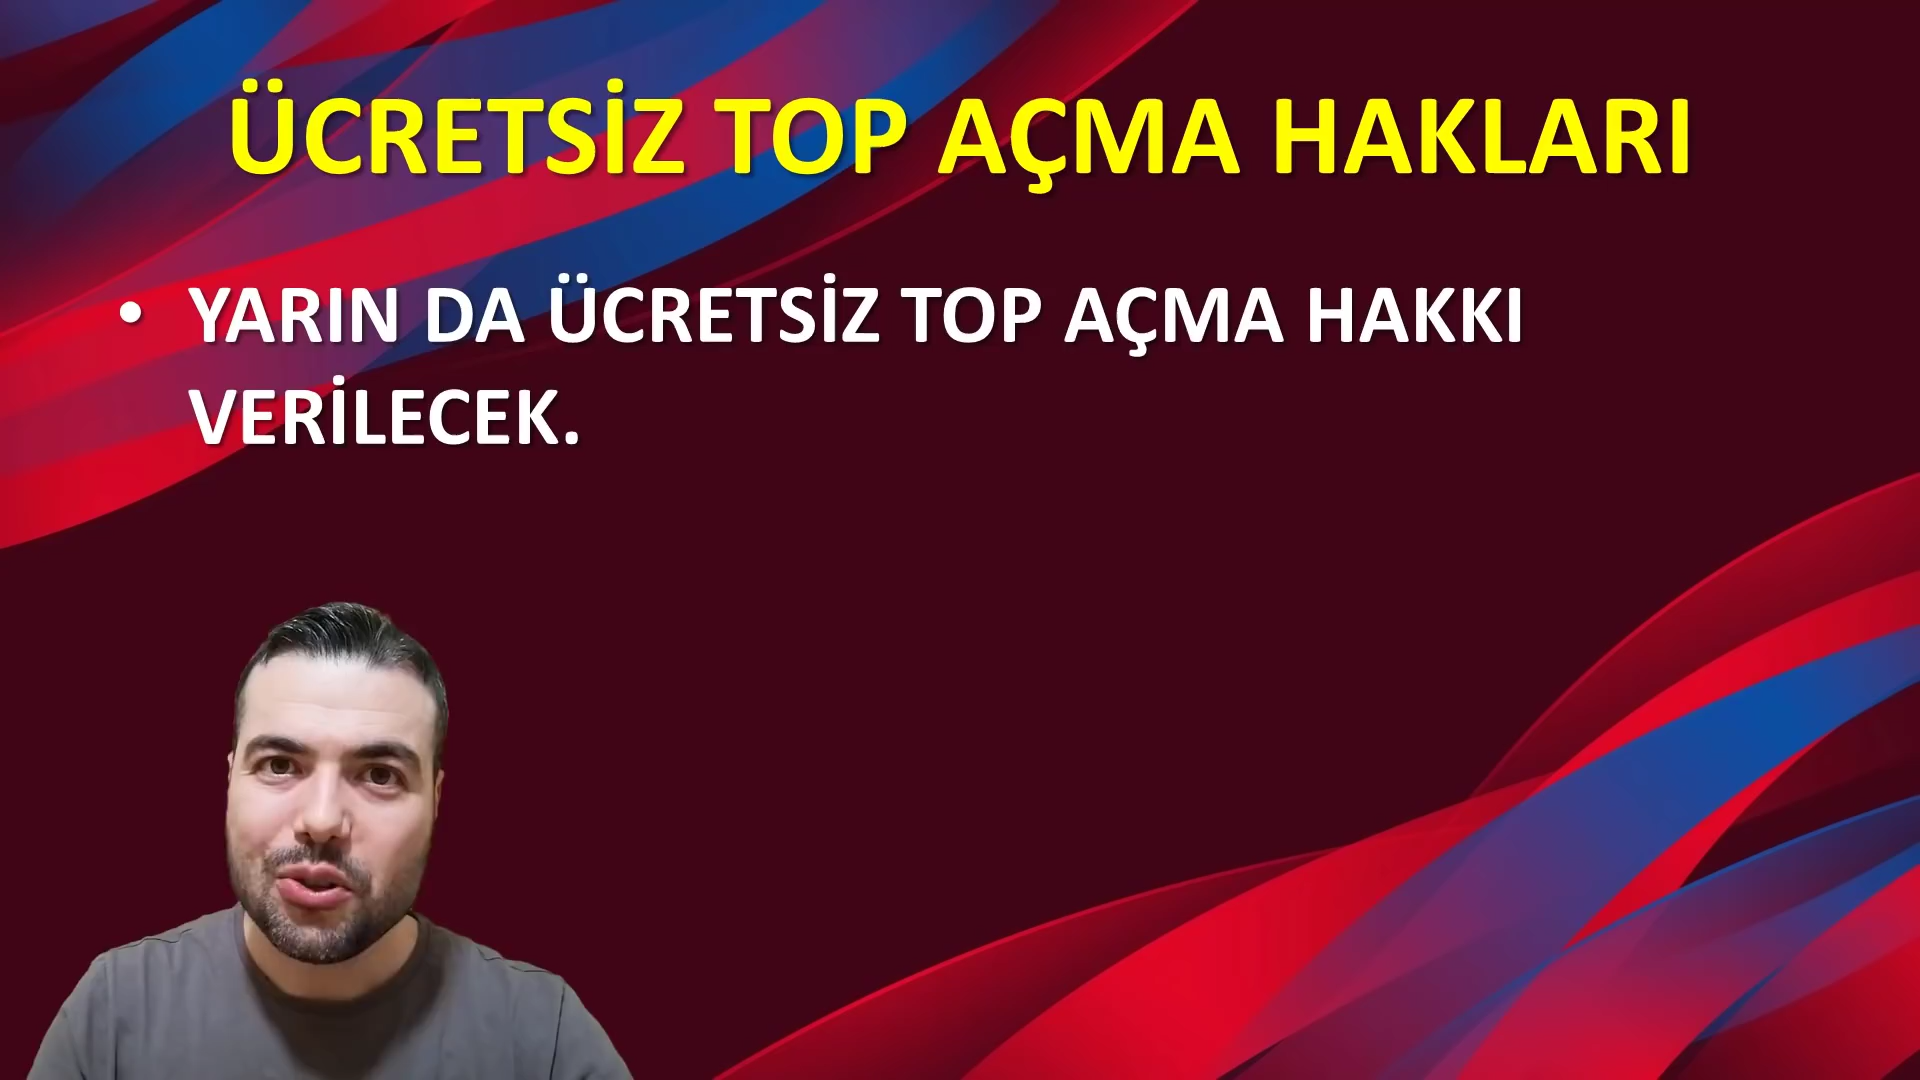 ÜCRETSİZ TOP AÇMA HAKLARI
• YARIN DA ÜCRETSİZ TOP AÇMA HAKKI
VERİLECEK.